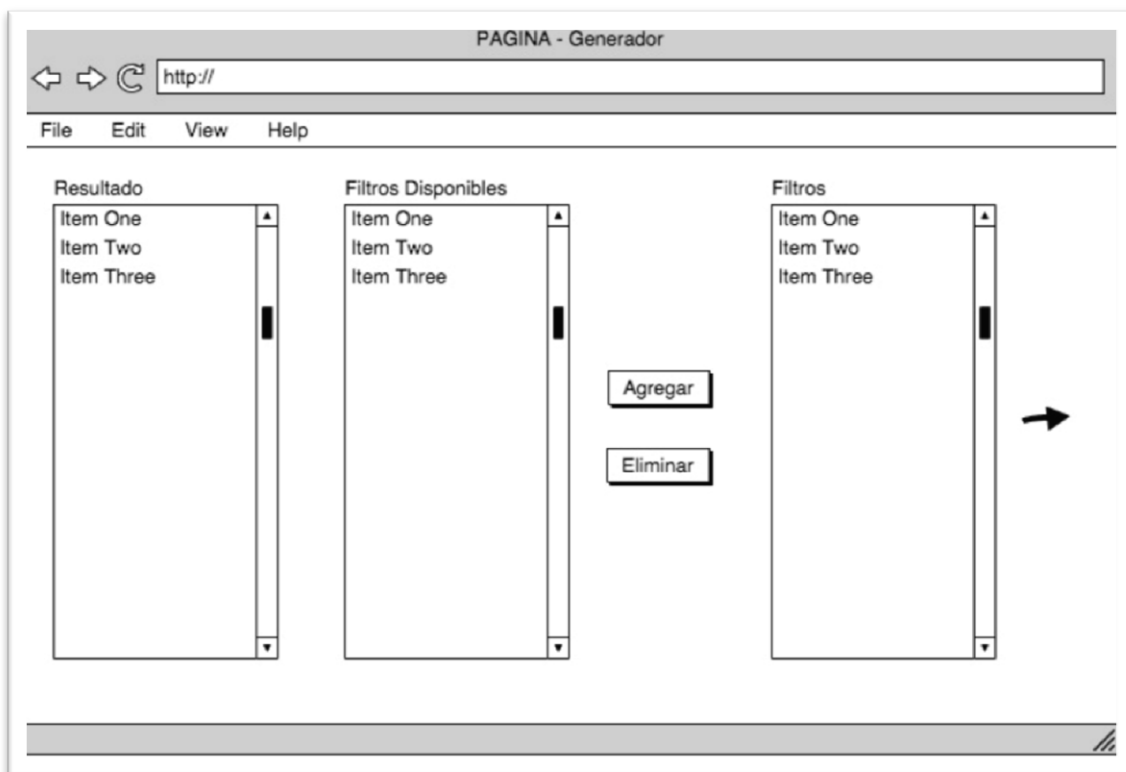 PAGINA - Generador
http://
File Edit View Help
Resultado
Item One
Item Two
Item Three
Filtros Disponibles
Item One
Item Two
Item Three
Agregar
Eliminar
Filtros
Item One
Item Two
Item Three